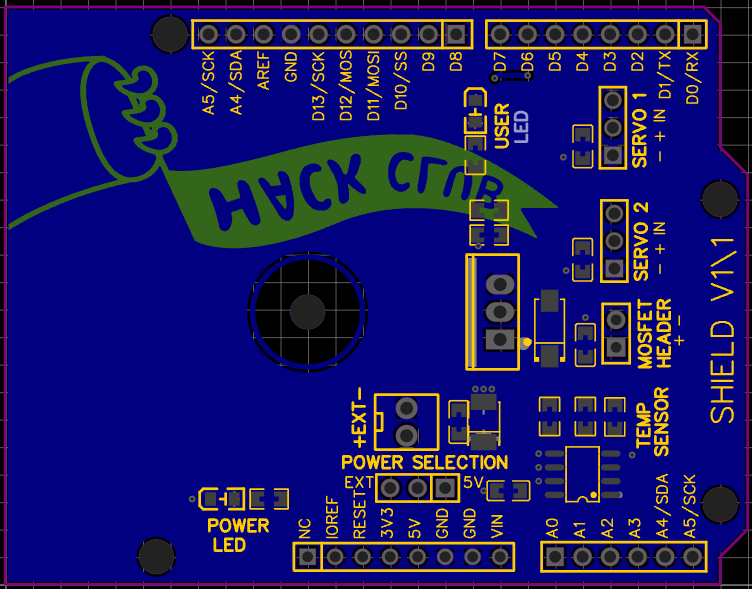 A5/SCK
A4/SDA
AREF
GND
D13/SCK
D12/MOS
D11/MOSI
D10/SS
D9
D8
D7
D6
D5
D4
D3
D2
D1/TX
D0/RX
USER
LED
SERVO 1
- + IN
HACK CLUB
SERVO 2
- + IN
MOSFET
HEADER
+ -
SHIELD V1\1
+EXT-
TEMP
SENSOR
POWER SELECTION
EXT
5V
POWER
LED
NC
IOREF
RESET
3V3
5V
GND
GND
VIN
A0
A1
A2
A3
A4/SDA
A5/SCK